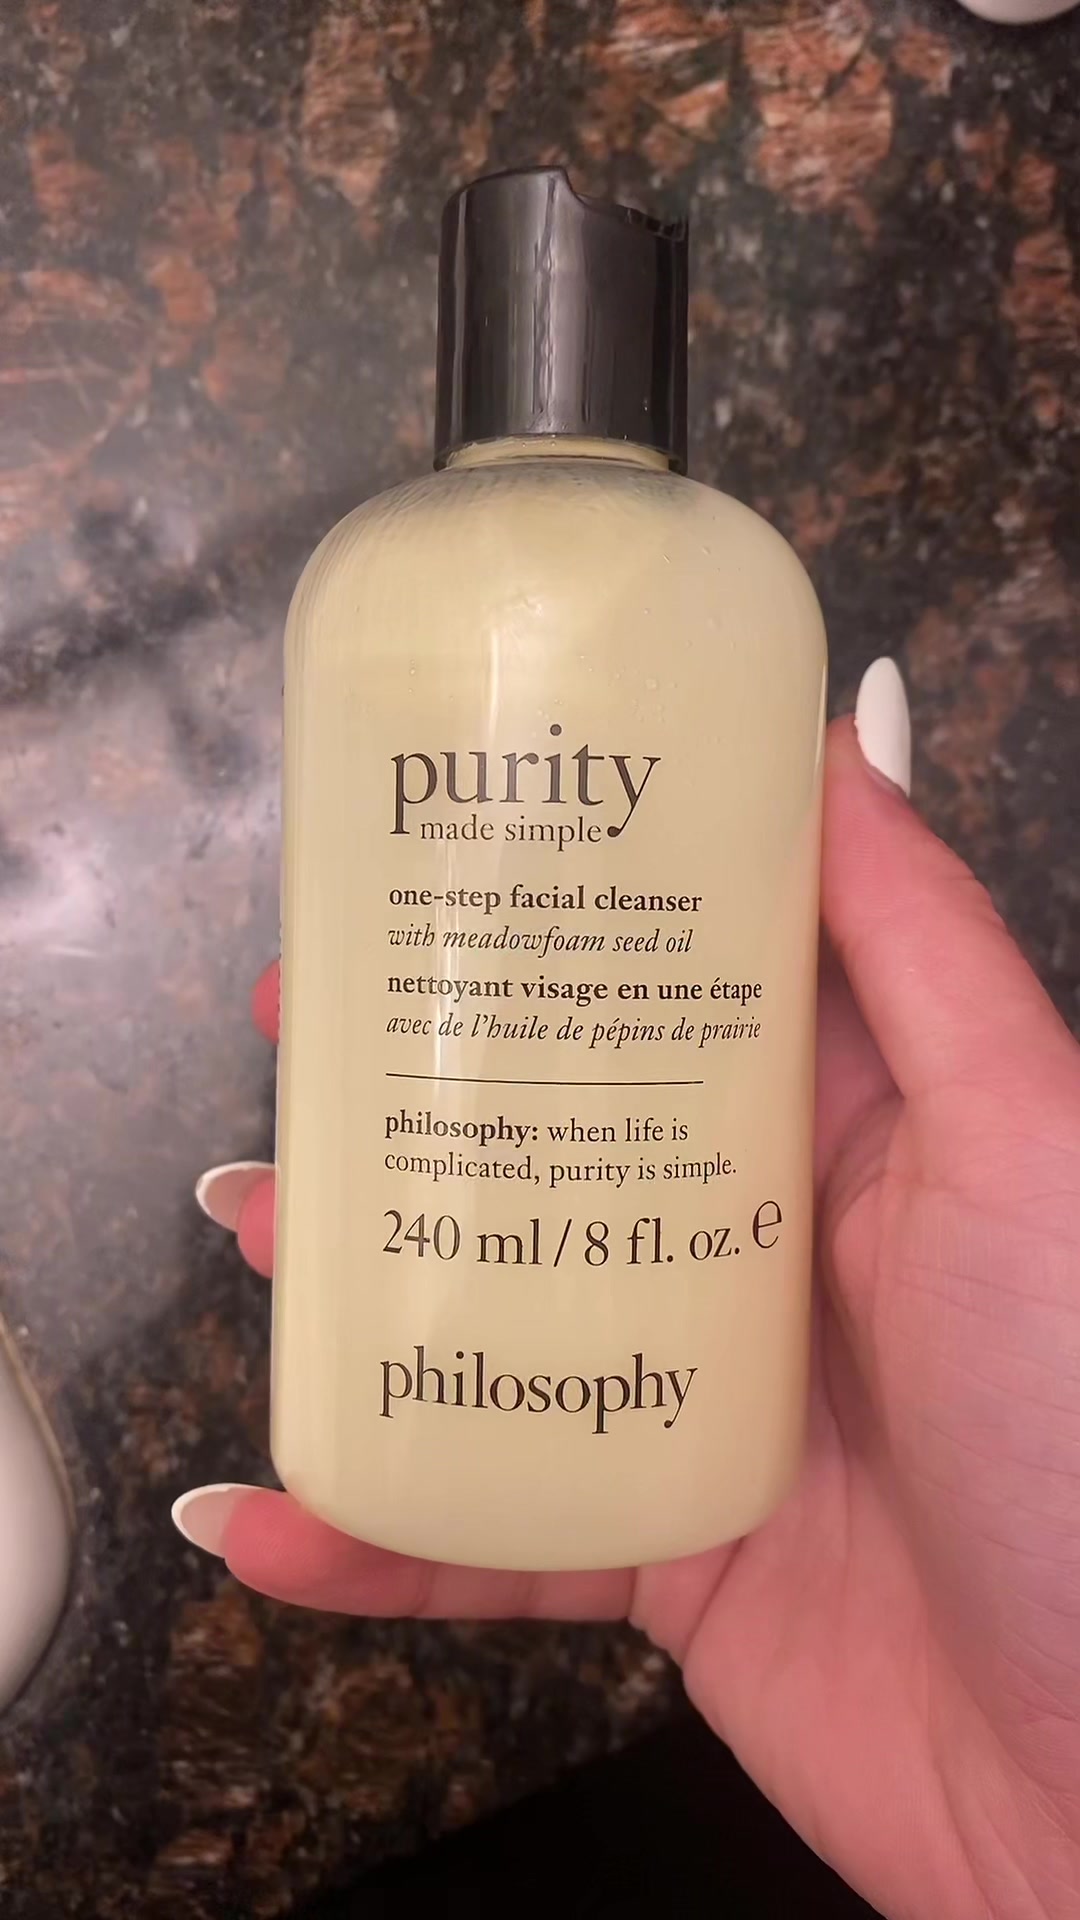 purity
made simple
one-step facial cleanser
with meadowfoam seed oil
nettoyant visage en une étape
avec de l'huile de pépins de prairie
philosophy: when life is
complicated, purity is simple.
240 ml / 8 fl. oz. e
philosophy